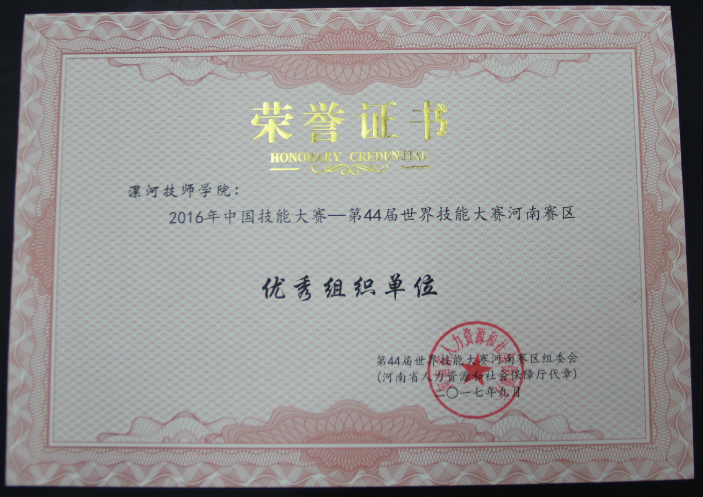 荣誉证书
HONORARY CREDENTIAL
漯河技师学院：
2016年中国技能大赛—第44届世界技能大赛河南赛区
优秀组织单位
第44届世界技能大赛河南赛区组委会
(河南省人力资源和社会保障厅代章)
二〇一七年九月